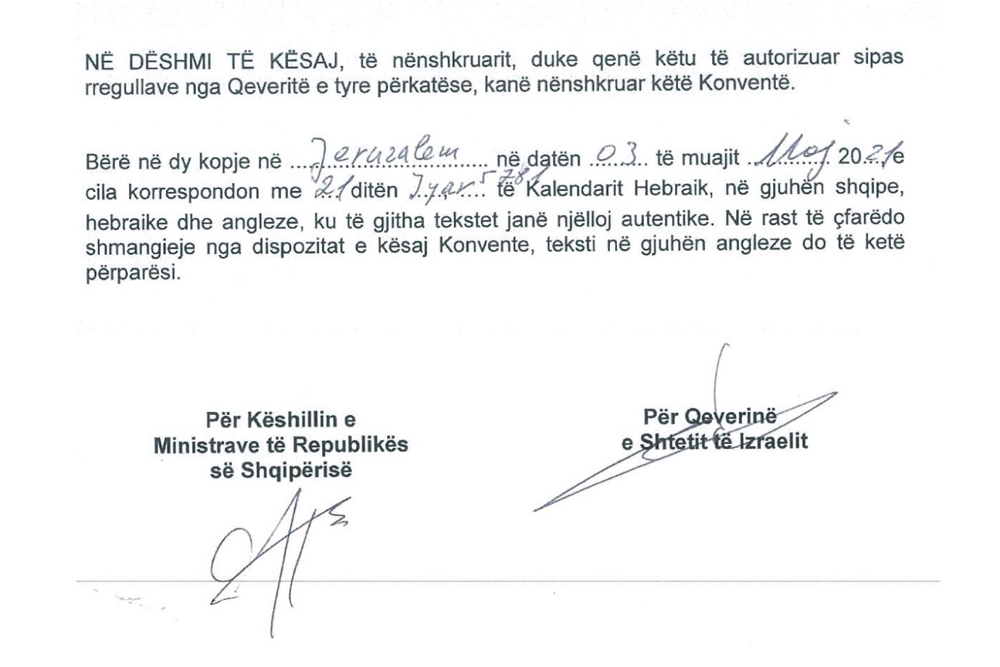 NË DËSHMI TË KËSAJ, të nënshkruarit, duke qenë këtu të autorizuar sipas
rregullave nga Qeveritë e tyre përkatëse, kanë nënshkruar këtë Konventë.
Bërë në dy kopje në ....Jeruzalem.... në datën ..03.. të muajit ..Maj.. 2021, e
cila korrespondon me 21 ditën Iyar 5781 të Kalendarit Hebraik, në gjuhën shqipe,
hebraike dhe angleze, ku të gjitha tekstet janë njëlloj autentike. Në rast të çfarëdo
shmangieje nga dispozitat e kësaj Konvente, teksti në gjuhën angleze do të ketë
përparësi.
Për Këshillin e
Ministrave të Republikës
së Shqipërisë
Për Qeverinë
e Shtetit të Izraelit